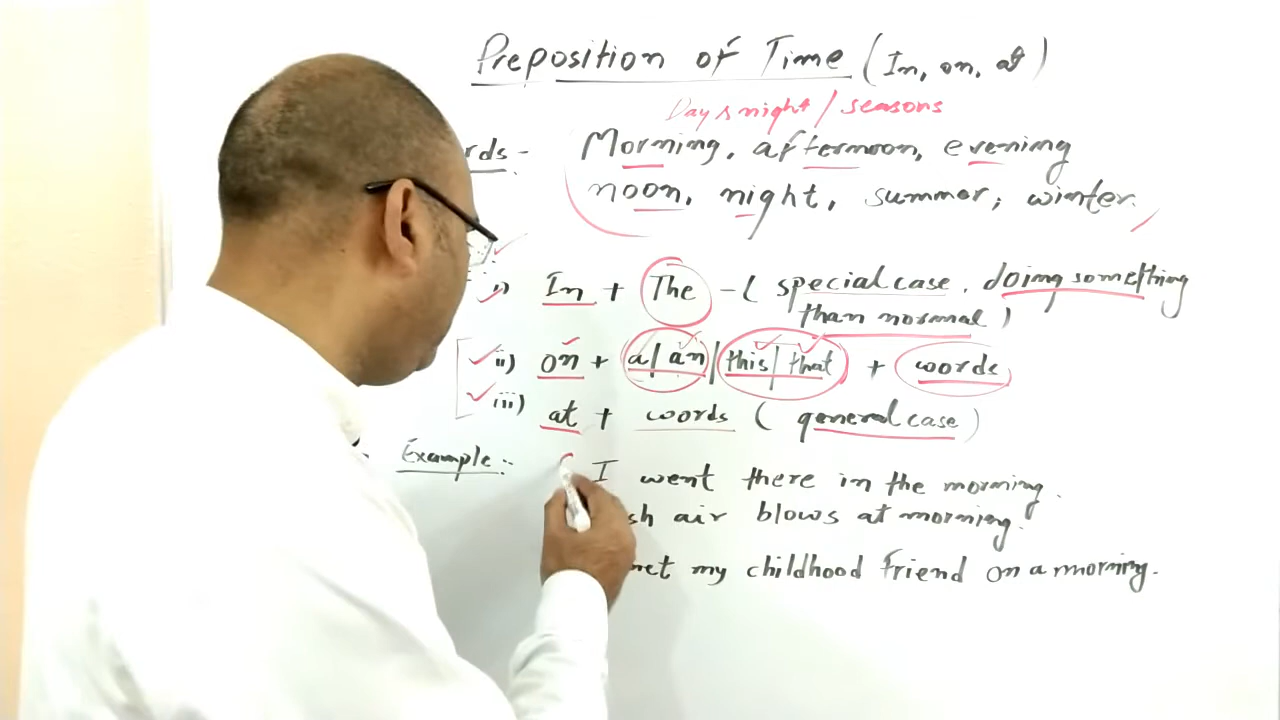 Preposition of Time (In, on, at)
Day & night / seasons
rds - Morning, afternoon, evening
noon, night, summer, winter,
i) In + The - ( special case, doing something
than normal )
ii) on + a/an/this/that + words
iii) at + words ( general case )
Example :- I went there in the morning.
sh air blows at morning.
met my childhood friend on a morning.